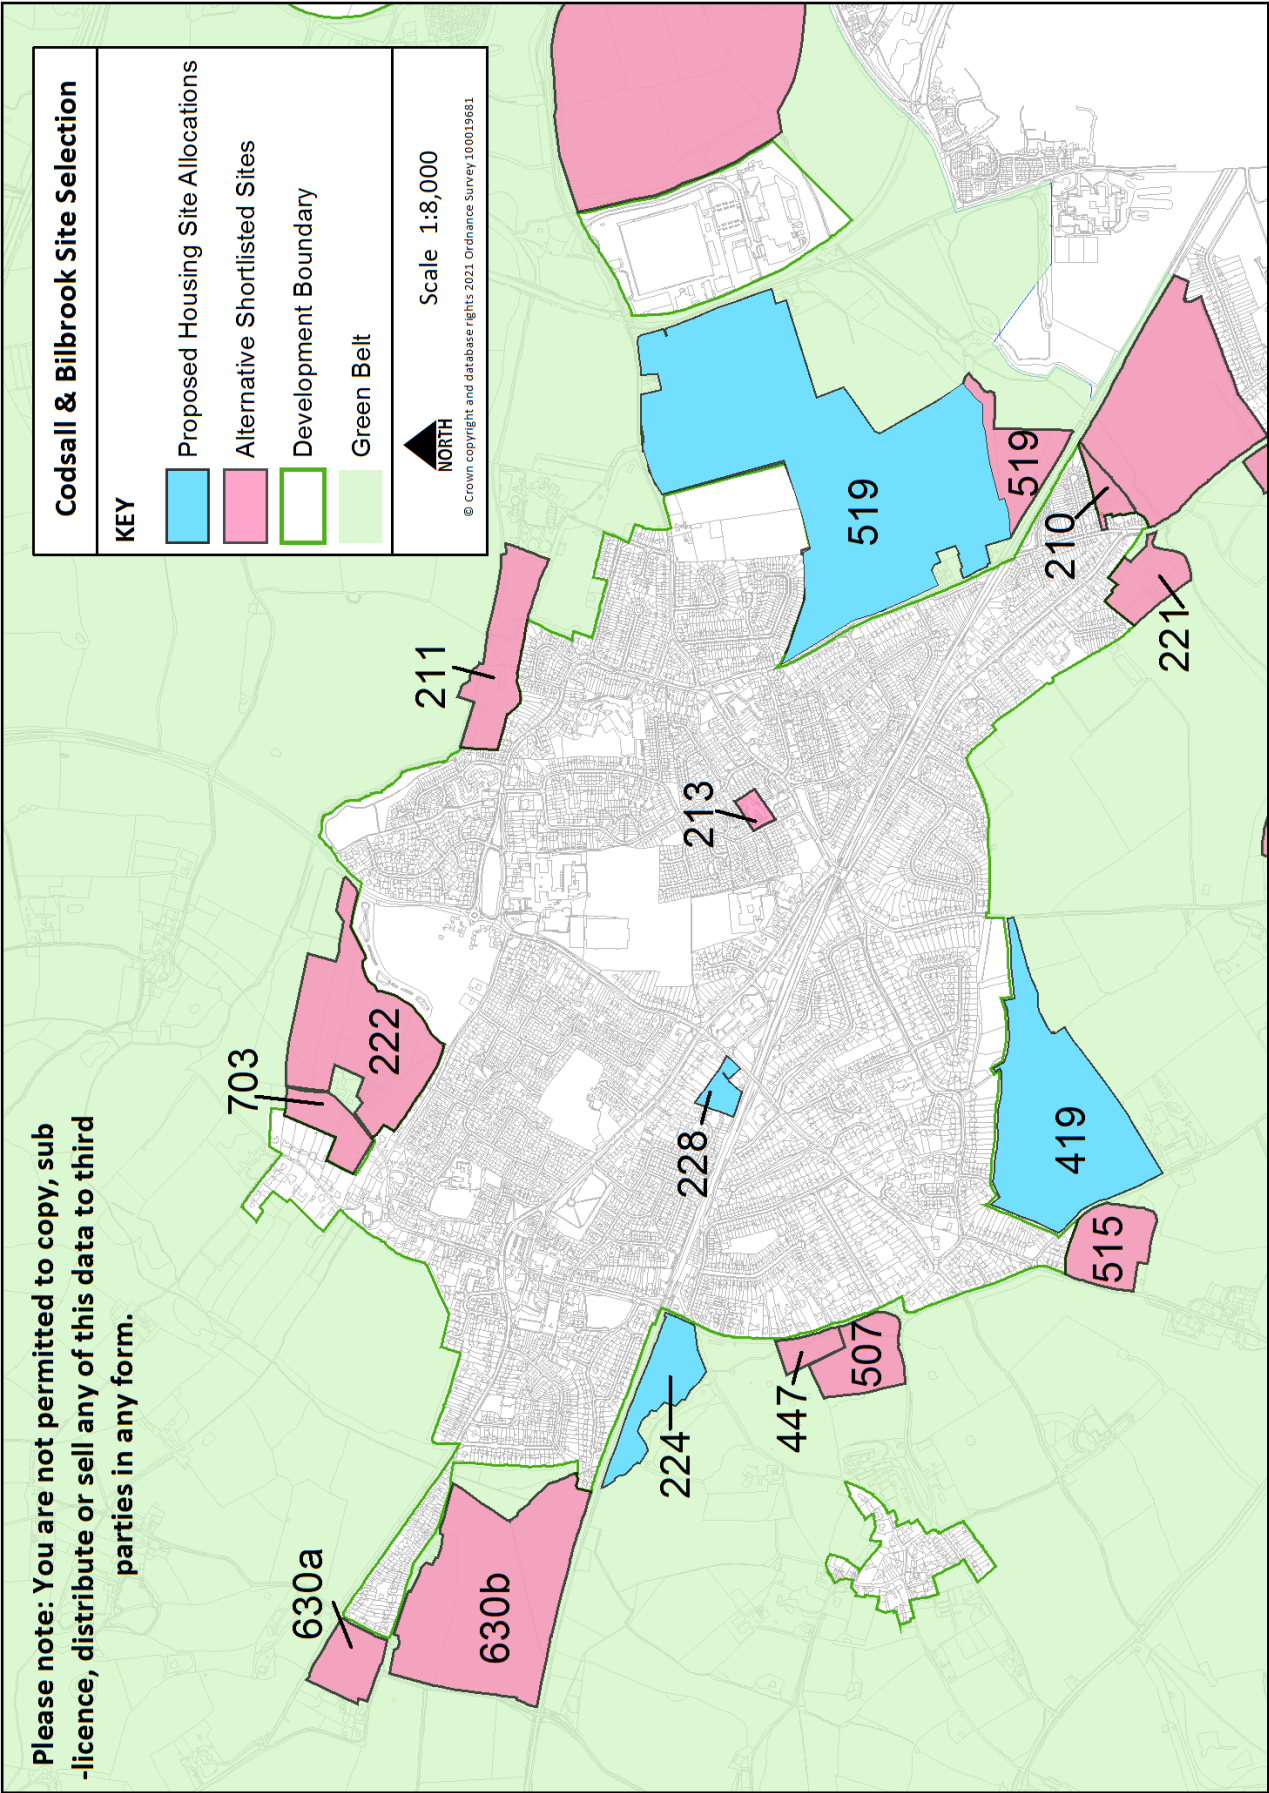 Please note: You are not permitted to copy, sub
-licence, distribute or sell any of this data to third
parties in any form.
Codsall & Bilbrook Site Selection
KEY
Proposed Housing Site Allocations
Alternative Shortlisted Sites
Development Boundary
Green Belt
NORTH
Scale 1:8,000
© Crown copyright and database rights 2021 Ordnance Survey 100019681
703
222
211
630a
630b
224
228
213
519
519
447
507
210
419
515
221